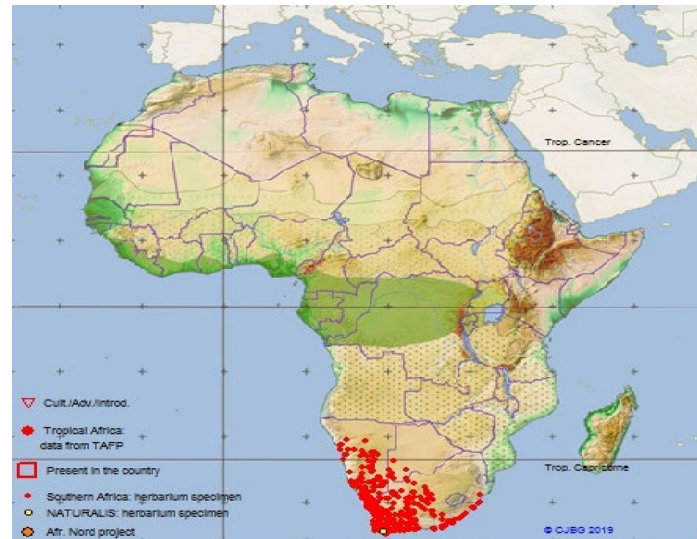 Trop. Cancer
▽ Cult./Adv./introd.
Tropical Africa:
data from TAFP
Present in the country
Trop. Capricorne
Southern Africa: herbarium specimen
NATURALIS: herbarium specimen
Afr. Nord project
© CJBG 2019